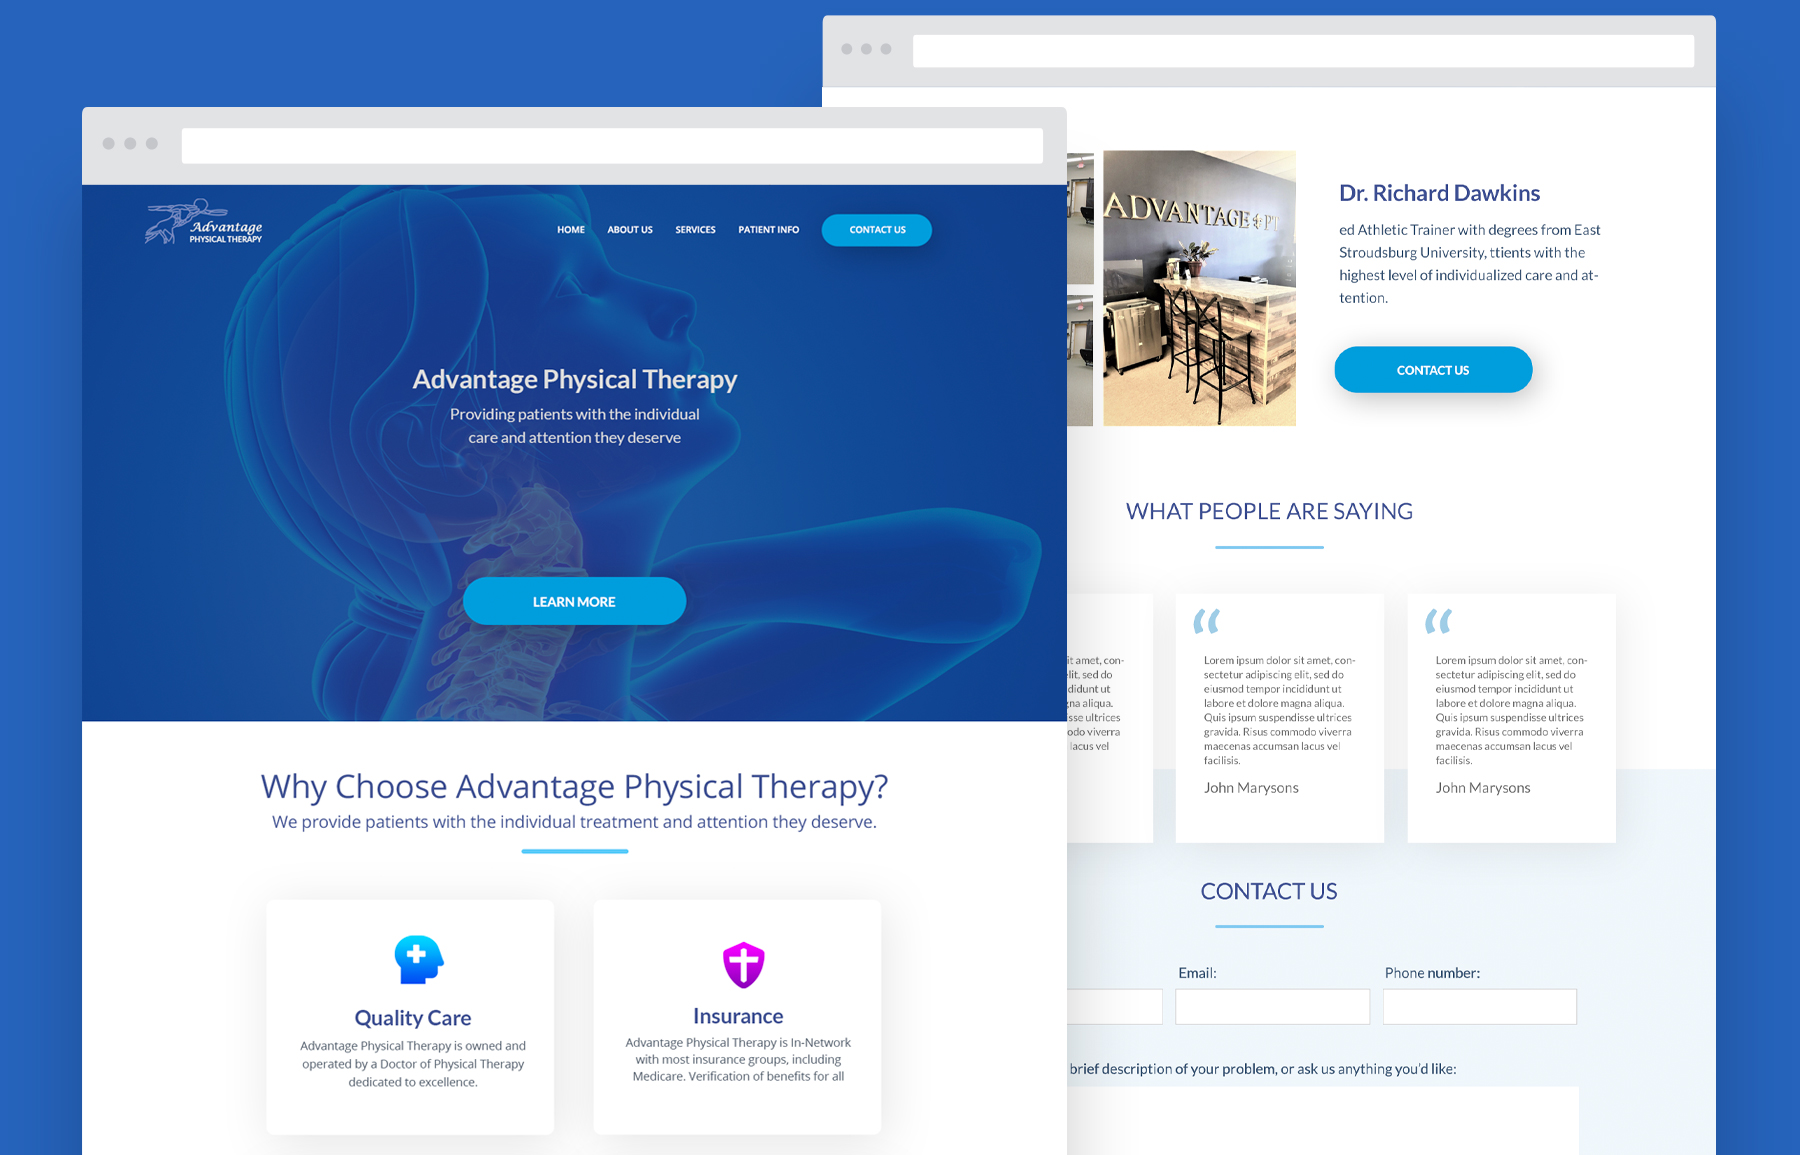 Advantage
PHYSICAL THERAPY
HOME
ABOUT US
SERVICES
PATIENT INFO
CONTACT US
Advantage Physical Therapy
Providing patients with the individual
care and attention they deserve
LEARN MORE
Why Choose Advantage Physical Therapy?
We provide patients with the individual treatment and attention they deserve.
Quality Care
Advantage Physical Therapy is owned and
operated by a Doctor of Physical Therapy
dedicated to excellence.
Insurance
Advantage Physical Therapy is In-Network
with most insurance groups, including
Medicare. Verification of benefits for all
ADVANTAGE PT
Dr. Richard Dawkins
ed Athletic Trainer with degrees from East
Stroudsburg University, ttients with the
highest level of individualized care and at-
tention.
CONTACT US
WHAT PEOPLE ARE SAYING
it amet, con-
elit, sed do
ididunt ut
gna aliqua.
sse ultrices
odo viverra
lacus vel
“
Lorem ipsum dolor sit amet, con-
sectetur adipiscing elit, sed do
eiusmod tempor incididunt ut
labore et dolore magna aliqua.
Quis ipsum suspendisse ultrices
gravida. Risus commodo viverra
maecenas accumsan lacus vel
facilisis.
John Marysons
“
Lorem ipsum dolor sit amet, con-
sectetur adipiscing elit, sed do
eiusmod tempor incididunt ut
labore et dolore magna aliqua.
Quis ipsum suspendisse ultrices
gravida. Risus commodo viverra
maecenas accumsan lacus vel
facilisis.
John Marysons
CONTACT US
Email:
Phone number:
brief description of your problem, or ask us anything you'd like: